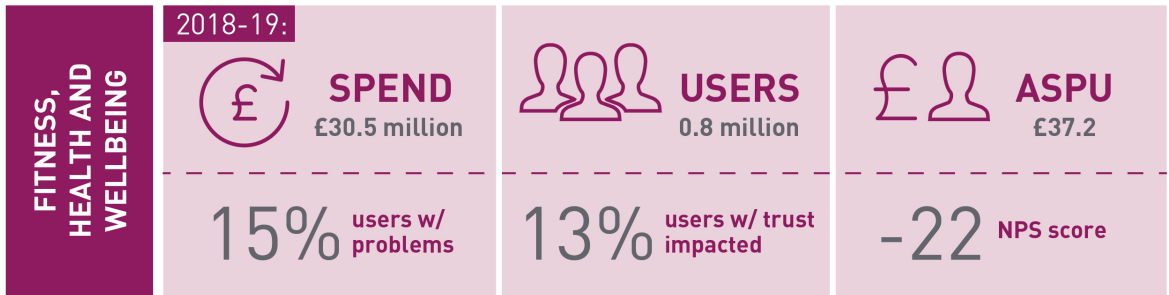 FITNESS,
HEALTH AND
WELLBEING
2018-19:
£
SPEND
£30.5 million
USERS
0.8 million
£
ASPU
£37.2
15%
users w/
problems
13%
users w/ trust
impacted
-22
NPS score